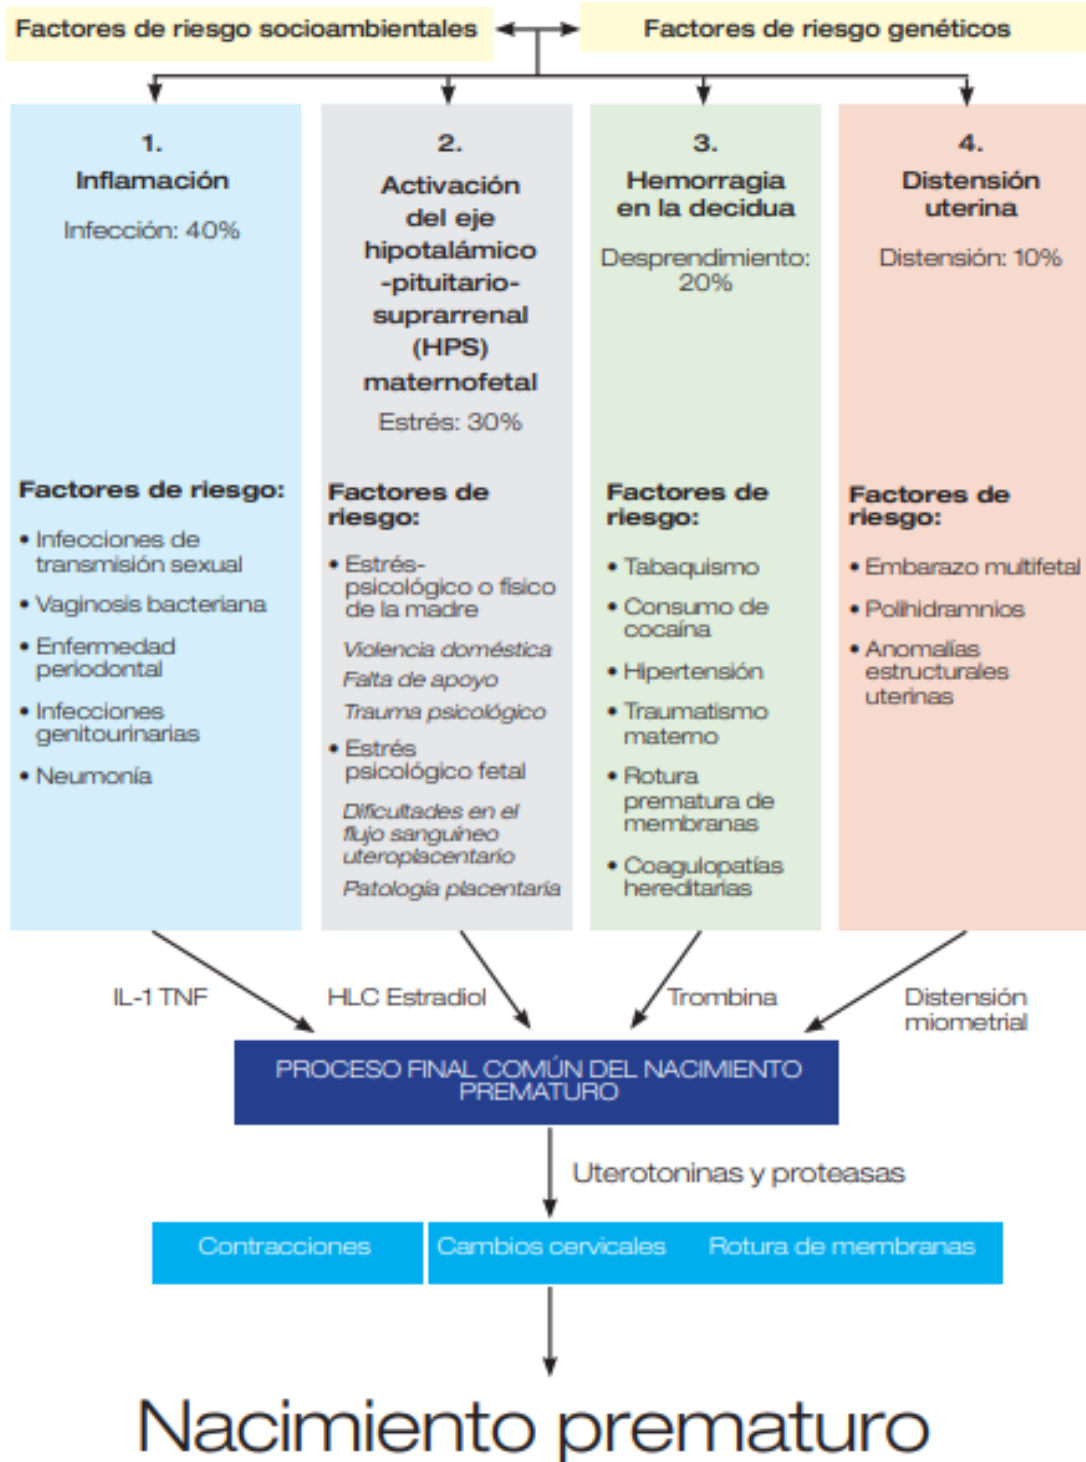 Factores de riesgo socioambientales
Factores de riesgo genéticos
1.
Inflamación
Infección: 40%
Factores de riesgo:
• Infecciones de
transmisión sexual
• Vaginosis bacteriana
• Enfermedad
periodontal
• Infecciones
genitourinarias
• Neumonía
2.
Activación
del eje
hipotalámico
-pituitario-
suprarrenal
(HPS)
maternofetal
Estrés: 30%
Factores de
riesgo:
• Estrés-
psicológico o físico
de la madre
Violencia doméstica
Falta de apoyo
Trauma psicológico
• Estrés
psicológico fetal
Dificultades en el
flujo sanguíneo
uteroplacentario
Patología placentaria
3.
Hemorragia
en la decidua
Desprendimiento:
20%
Factores de
riesgo:
• Tabaquismo
• Consumo de
cocaína
• Hipertensión
• Traumatismo
materno
• Rotura
prematura de
membranas
• Coagulopatías
hereditarias
4.
Distensión
uterina
Distensión: 10%
Factores de
riesgo:
• Embarazo multifetal
• Polihidramnios
• Anomalías
estructurales
uterinas
IL-1 TNF
HLC Estradiol
Trombina
Distensión
miometrial
PROCESO FINAL COMÚN DEL NACIMIENTO
PREMATURO
Uterotoninas y proteasas
Contracciones
Cambios cervicales
Rotura de membranas
Nacimiento prematuro